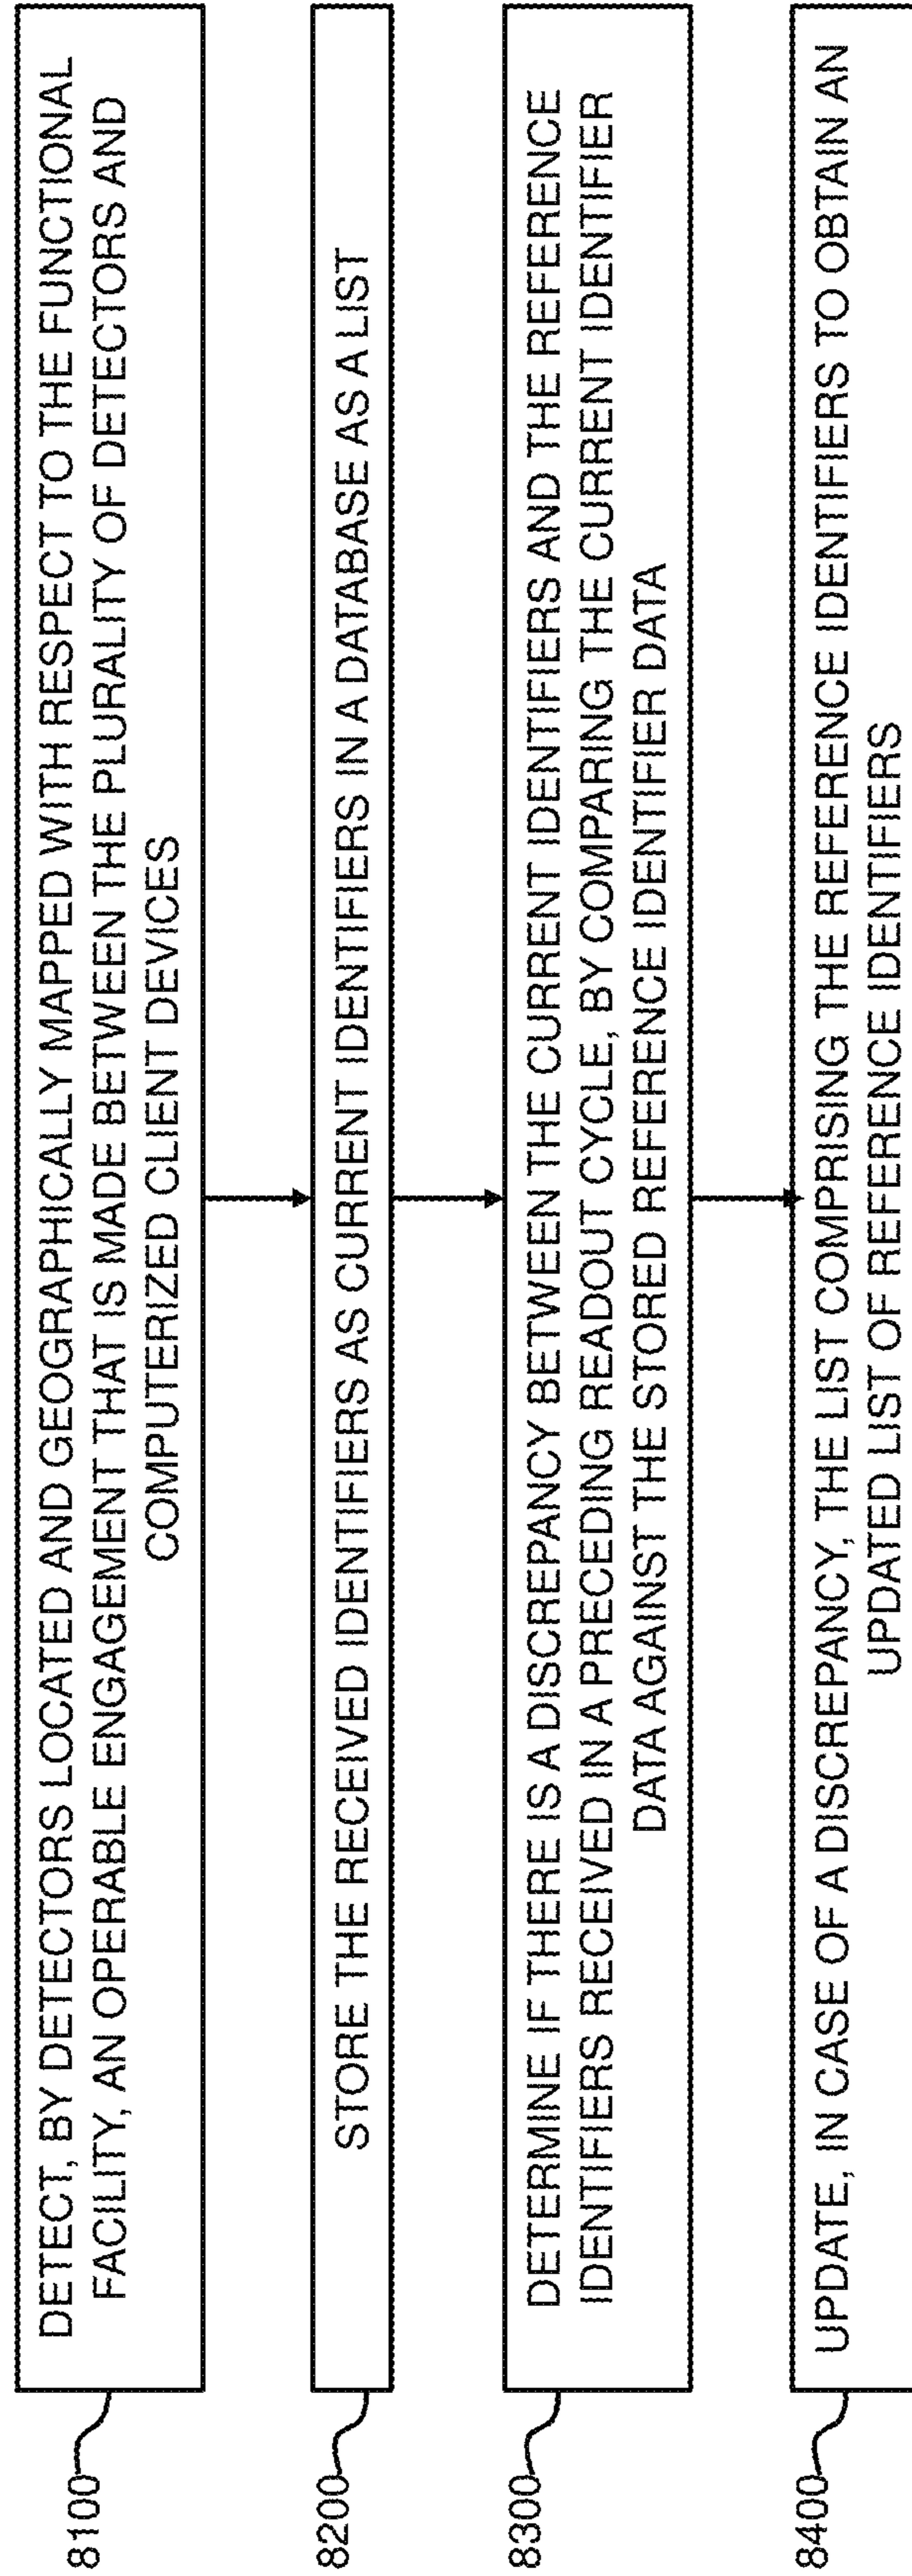 8100
DETECT, BY DETECTORS LOCATED AND GEOGRAPHICALLY MAPPED WITH RESPECT TO THE FUNCTIONAL
FACILITY, AN OPERABLE ENGAGEMENT THAT IS MADE BETWEEN THE PLURALITY OF DETECTORS AND
COMPUTERIZED CLIENT DEVICES
8200
STORE THE RECEIVED IDENTIFIERS AS CURRENT IDENTIFIERS IN A DATABASE AS A LIST
8300
DETERMINE IF THERE IS A DISCREPANCY BETWEEN THE CURRENT IDENTIFIERS AND THE REFERENCE
IDENTIFIERS RECEIVED IN A PRECEDING READOUT CYCLE, BY COMPARING THE CURRENT IDENTIFIER
DATA AGAINST THE STORED REFERENCE IDENTIFIER DATA
8400
UPDATE, IN CASE OF A DISCREPANCY, THE LIST COMPRISING THE REFERENCE IDENTIFIERS TO OBTAIN AN
UPDATED LIST OF REFERENCE IDENTIFIERS